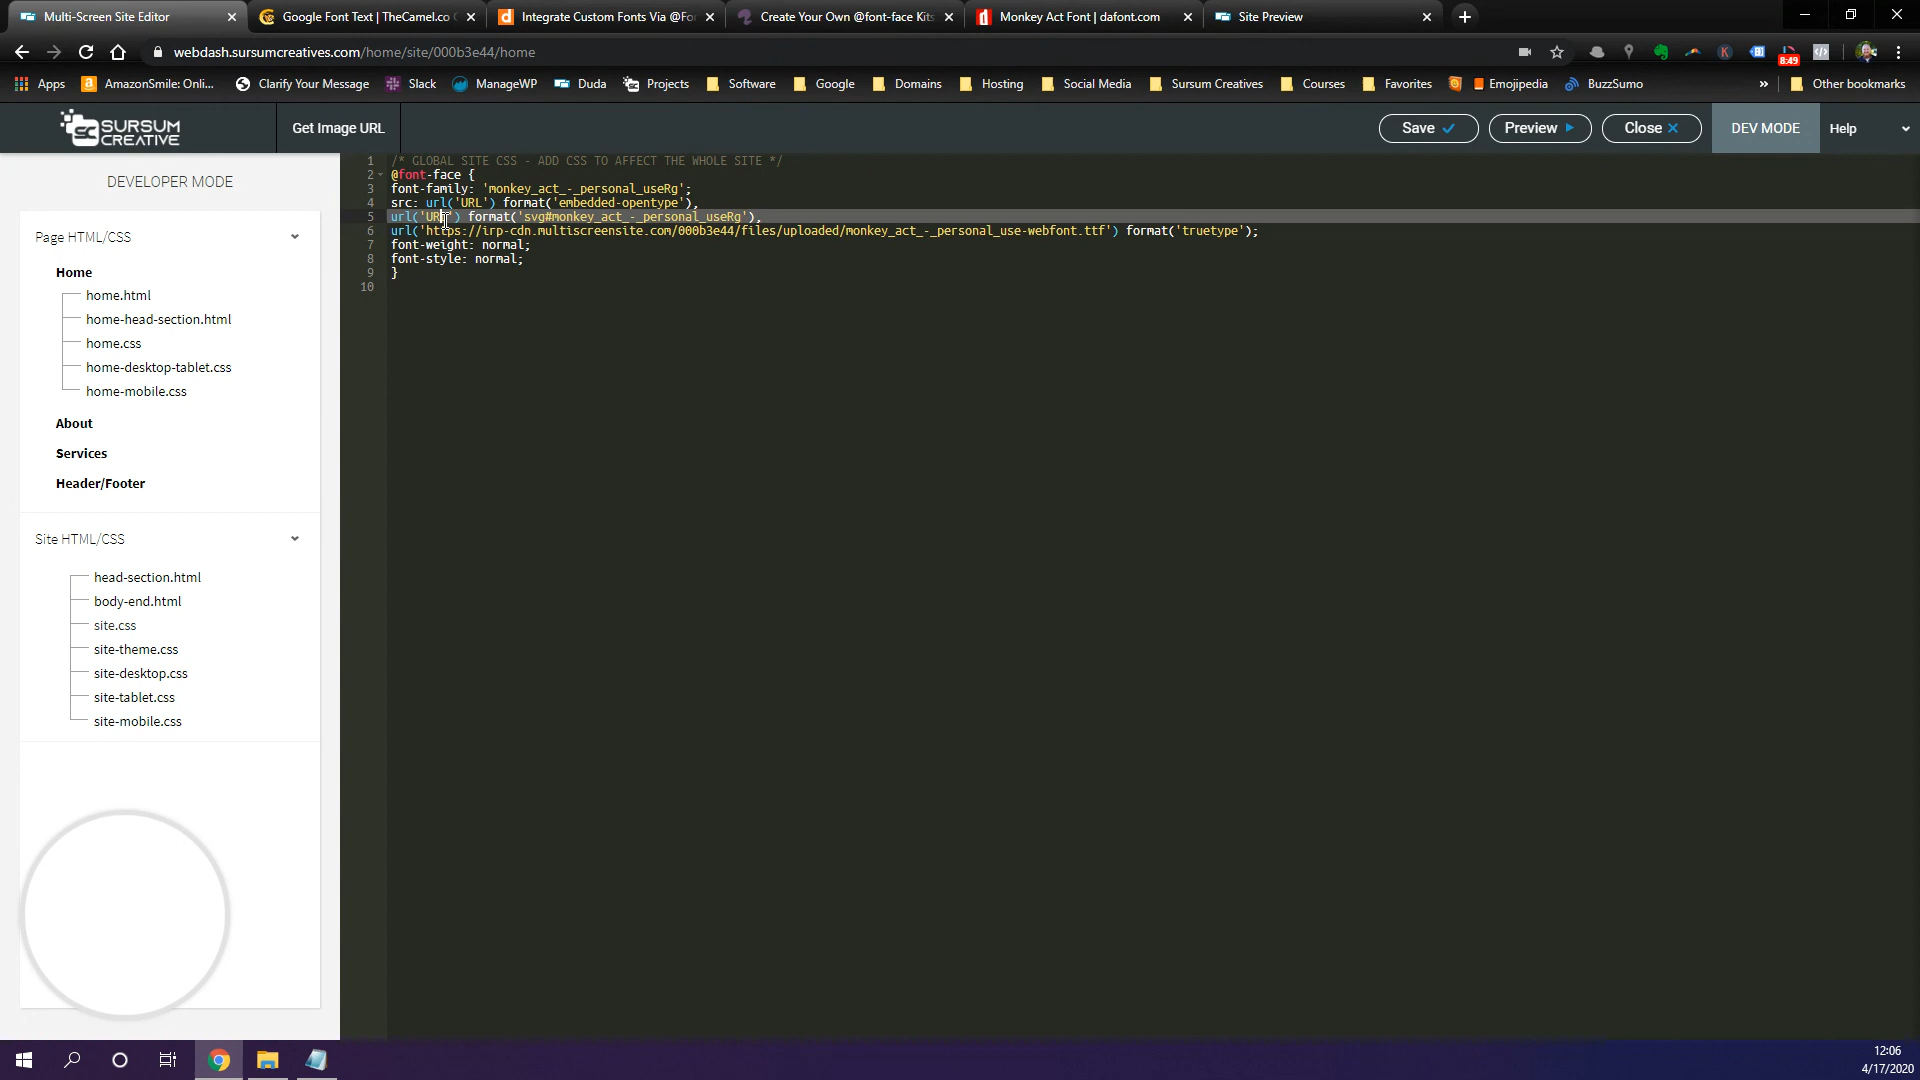 Multi-Screen Site Editor
Google Font Text | TheCamel.co
Integrate Custom Fonts Via @Fo
Create Your Own @font-face Kits
Monkey Act Font | dafont.com
Site Preview
webdash.sursumcreatives.com/home/site/000b3e44/home
8:49
Apps
AmazonSmile: Onli...
Clarify Your Message
Slack
ManageWP
Duda
Projects
Software
Google
Domains
Hosting
Social Media
Sursum Creatives
Courses
Favorites
Emojipedia
BuzzSumo
»
Other bookmarks
SC SURSUM
CREATIVE
Get Image URL
Save
Preview
Close
DEV MODE
Help
DEVELOPER MODE
Page HTML/CSS
Home
home.html
home-head-section.html
home.css
home-desktop-tablet.css
home-mobile.css
About
Services
Header/Footer
Site HTML/CSS
head-section.html
body-end.html
site.css
site-theme.css
site-desktop.css
site-tablet.css
site-mobile.css
1 /* GLOBAL SITE CSS - ADD CSS TO AFFECT THE WHOLE SITE */
2 @font-face {
3 font-family: 'monkey_act_-_personal_useRg';
4 src: url('URL') format('embedded-opentype'),
5 url('URL') format('svg#monkey_act_-_personal_useRg'),
6 url('https://irp-cdn.multiscreensite.com/000b3e44/files/uploaded/monkey_act_-_personal_use-webfont.ttf') format('truetype');
7 font-weight: normal;
8 font-style: normal;
9 }
10
12:06
4/17/2020